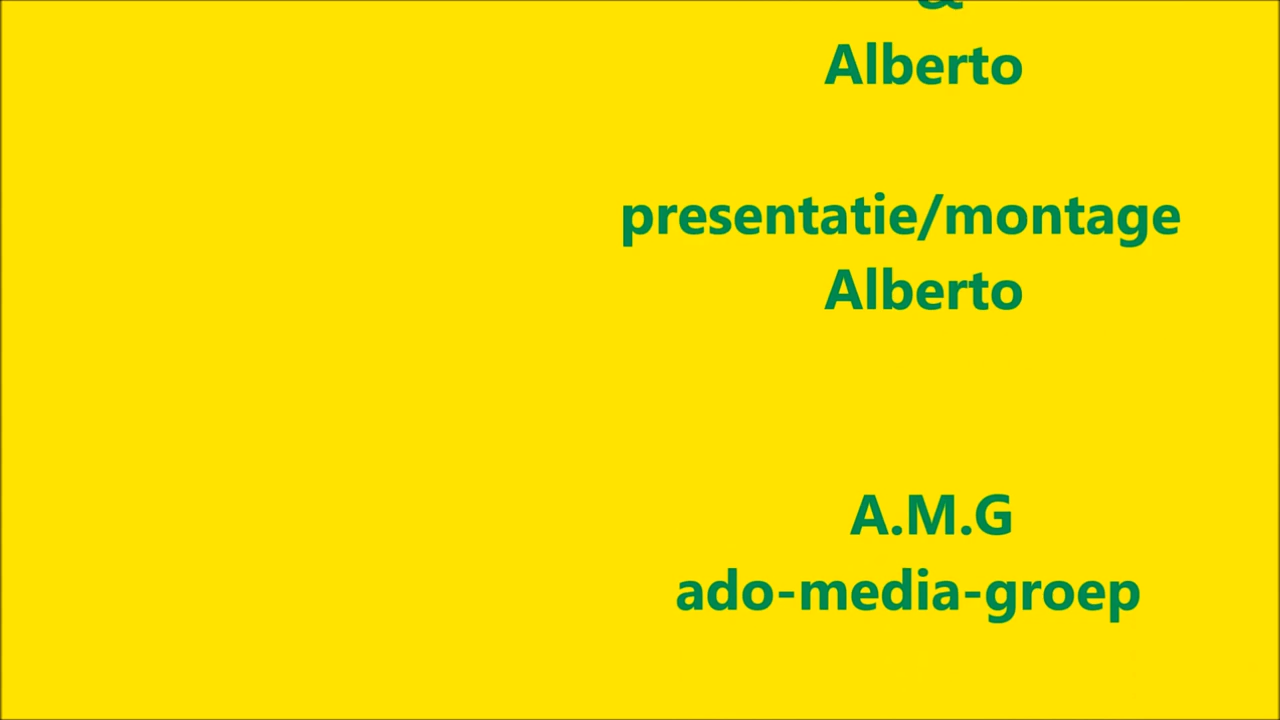 &
Alberto
presentatie/montage
Alberto
A.M.G
ado-media-groep